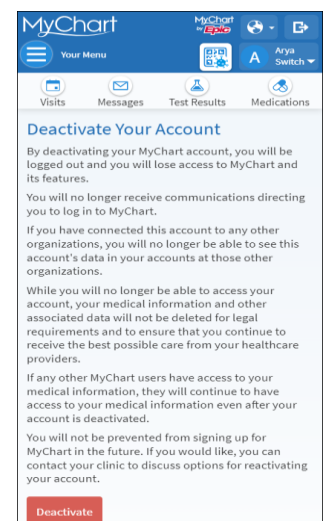 MyChart
MyChart
by Epic
Your Menu
A
Arya
Switch
Visits
Messages
Test Results
Medications
Deactivate Your
Account
By deactivating your MyChart account, you will be
logged out and you will lose access to MyChart and
its features.
You will no longer receive communications directing
you to log in to MyChart.
If you have connected this account to any other
organizations, you will no longer be able to see this
account's data in your accounts at those other
organizations.
While you will no longer be able to access your
account, your medical information and other
associated data will not be deleted for legal
requirements and to ensure that you continue to
receive the best possible care from your healthcare
providers.
If any other MyChart users have access to your
medical information, they will continue to have
access to your medical information even after your
account is deactivated.
You will not be prevented from signing up for
MyChart in the future. If you would like, you can
contact your clinic to discuss options for reactivating
your account.
Deactivate